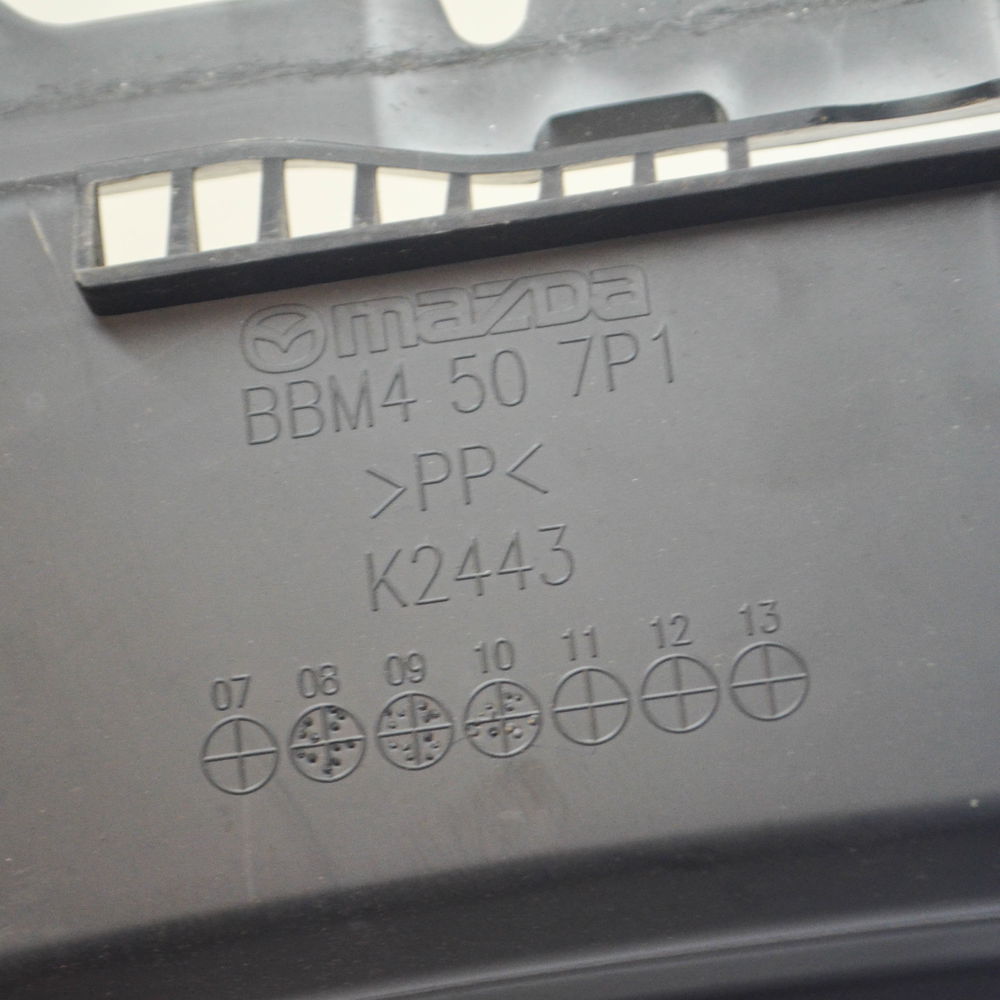 mazda
BBM4 50 7P1
>PP<
K2443
07 08 09 10 11 12 13